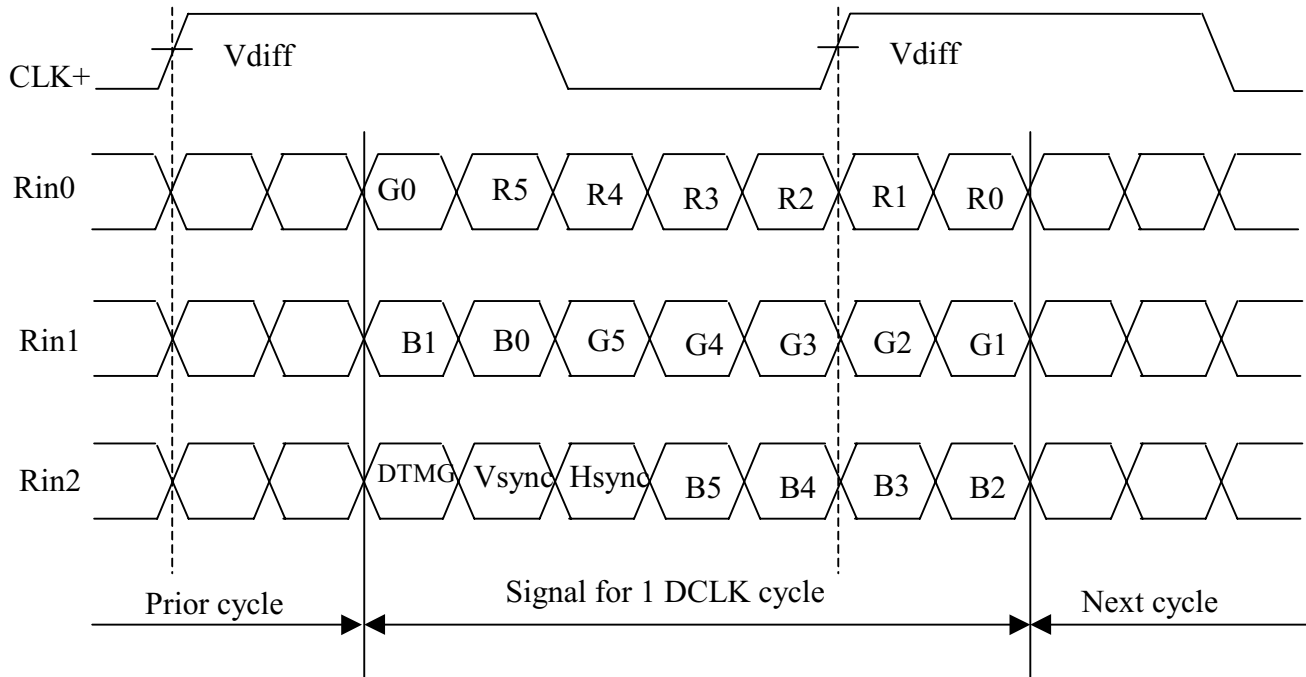 CLK+ Vdiff Vdiff
Rin0 G0 R5 R4 R3 R2 R1 R0
Rin1 B1 B0 G5 G4 G3 G2 G1
Rin2 DTMG Vsync Hsync B5 B4 B3 B2
Prior cycle Signal for 1 DCLK cycle Next cycle